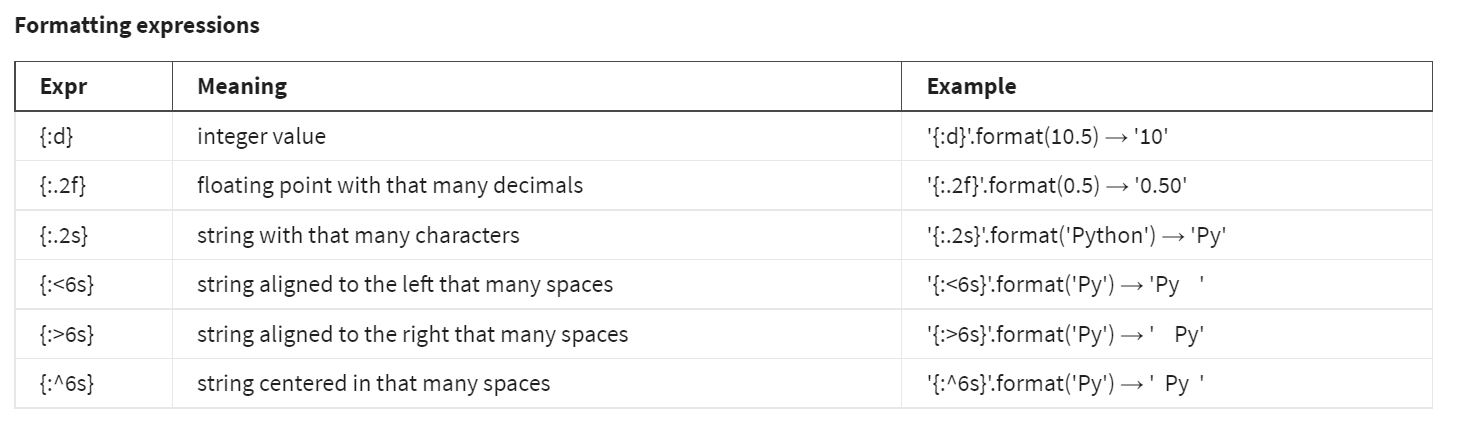 Formatting expressions
Expr Meaning Example
{:d} integer value '{:d}'.format(10.5) → '10'
{:.2f} floating point with that many decimals '{:.2f}'.format(0.5) → '0.50'
{:.2s} string with that many characters '{:.2s}'.format('Python') → 'Py'
{:<6s} string aligned to the left that many spaces '{:<6s}'.format('Py') → 'Py    '
{:>6s} string aligned to the right that many spaces '{:>6s}'.format('Py') → '    Py'
{:^6s} string centered in that many spaces '{:^6s}'.format('Py') → '  Py  '